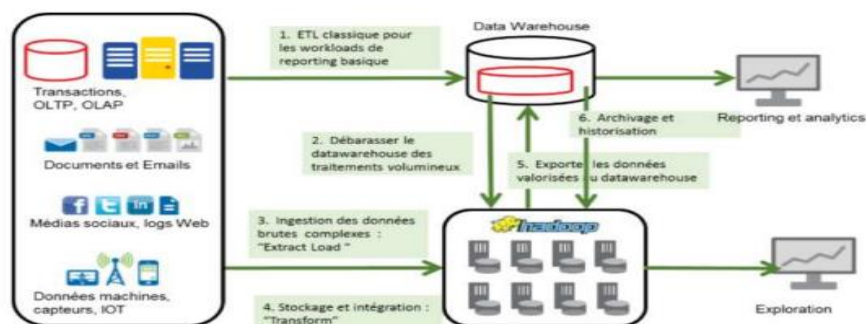 Data Warehouse
1. ETL classique pour
les workloads de
reporting basique
Transactions,
OLTP, OLAP
Documents et Emails
Médias sociaux, logs Web
Données machines,
capteurs, IOT
2. Débarasser le
datawarehouse des
traitements volumineux
6. Archivage et
historisation
Reporting et analytics
5. Exporter les données
valorisées au datawarehouse
3. Ingestion des données
brutes complexes :
"Extract Load "
hadoop
4. Stockage et intégration :
"Transform"
Exploration